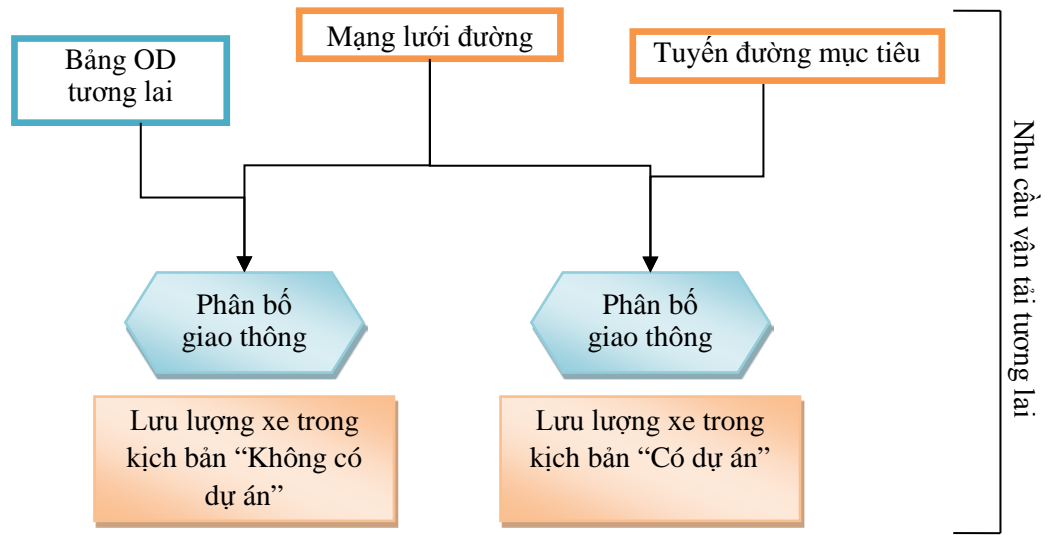 Bảng OD
tương lai
Mạng lưới đường
Tuyến đường mục tiêu
Phân bố
giao thông
Phân bố
giao thông
Lưu lượng xe trong
kịch bản “Không có
dự án”
Lưu lượng xe trong
kịch bản “Có dự án”
Nhu cầu vận tải tương lai